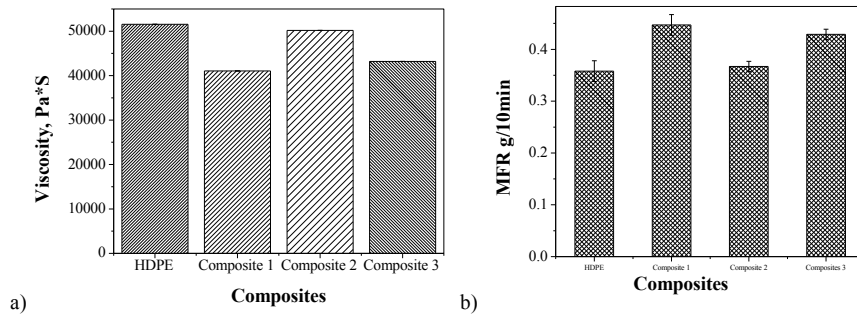 a)
Viscosity, Pa*S
50000
40000
30000
20000
10000
0
HDPE Composite 1 Composite 2 Composite 3
Composites
b)
MFR g/10min
0.4
0.3
0.2
0.1
0.0
HDPE Composite 1 Composite 2 Composites 3
Composites